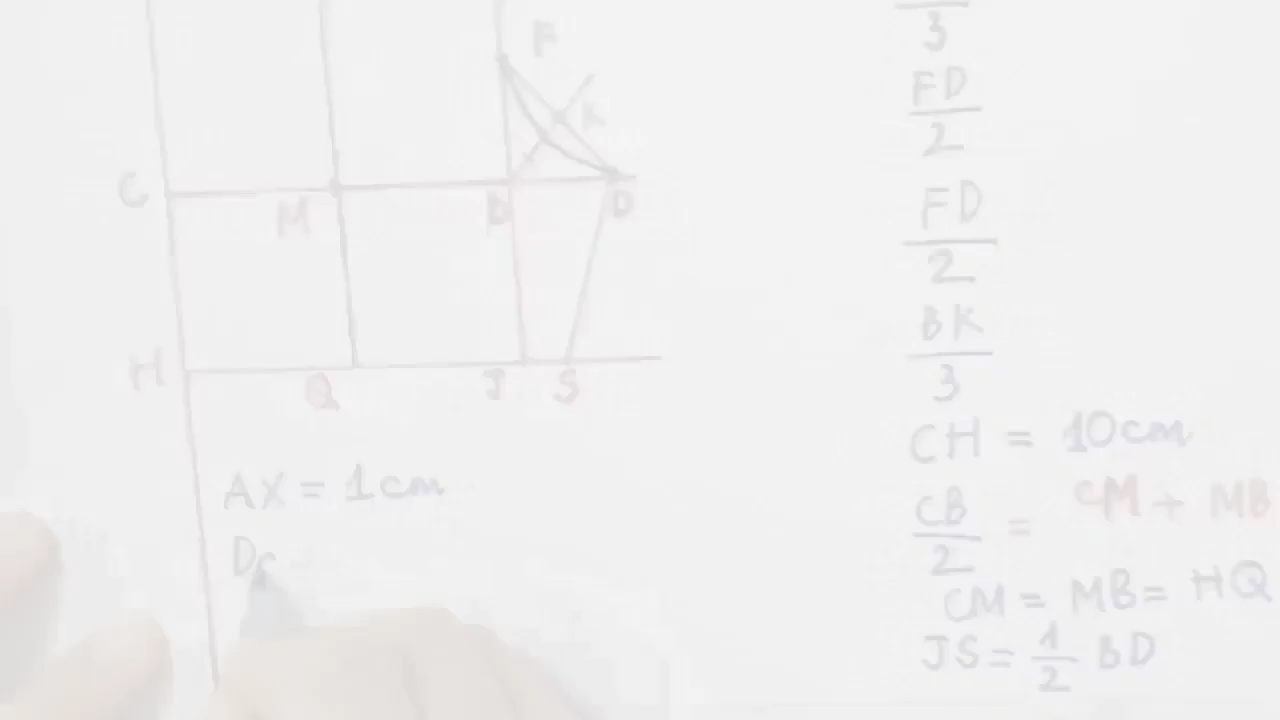 3
FD
2
FD
2
BK
3
CH = 10cm
CB
2 = CM + MB
CM = MB = HQ
JS = 1/2 BD
F
K
C
M
B
D
H
Q
J
S
AX = 1cm